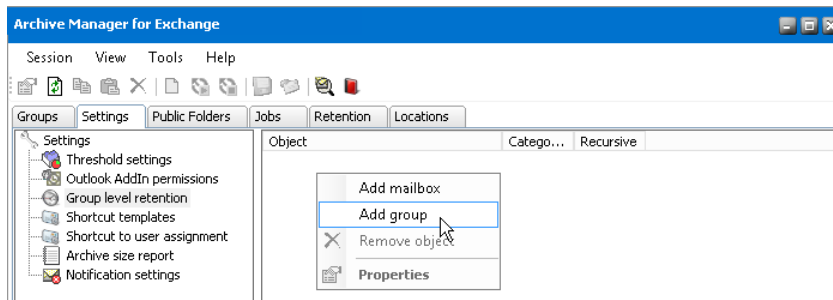 Archive Manager for Exchange
Session View Tools Help
Groups Settings Public Folders Jobs Retention Locations
Settings
Threshold settings
Outlook AddIn permissions
Group level retention
Shortcut templates
Shortcut to user assignment
Archive size report
Notification settings
Object Catego... Recursive
Add mailbox
Add group
Remove object
Properties